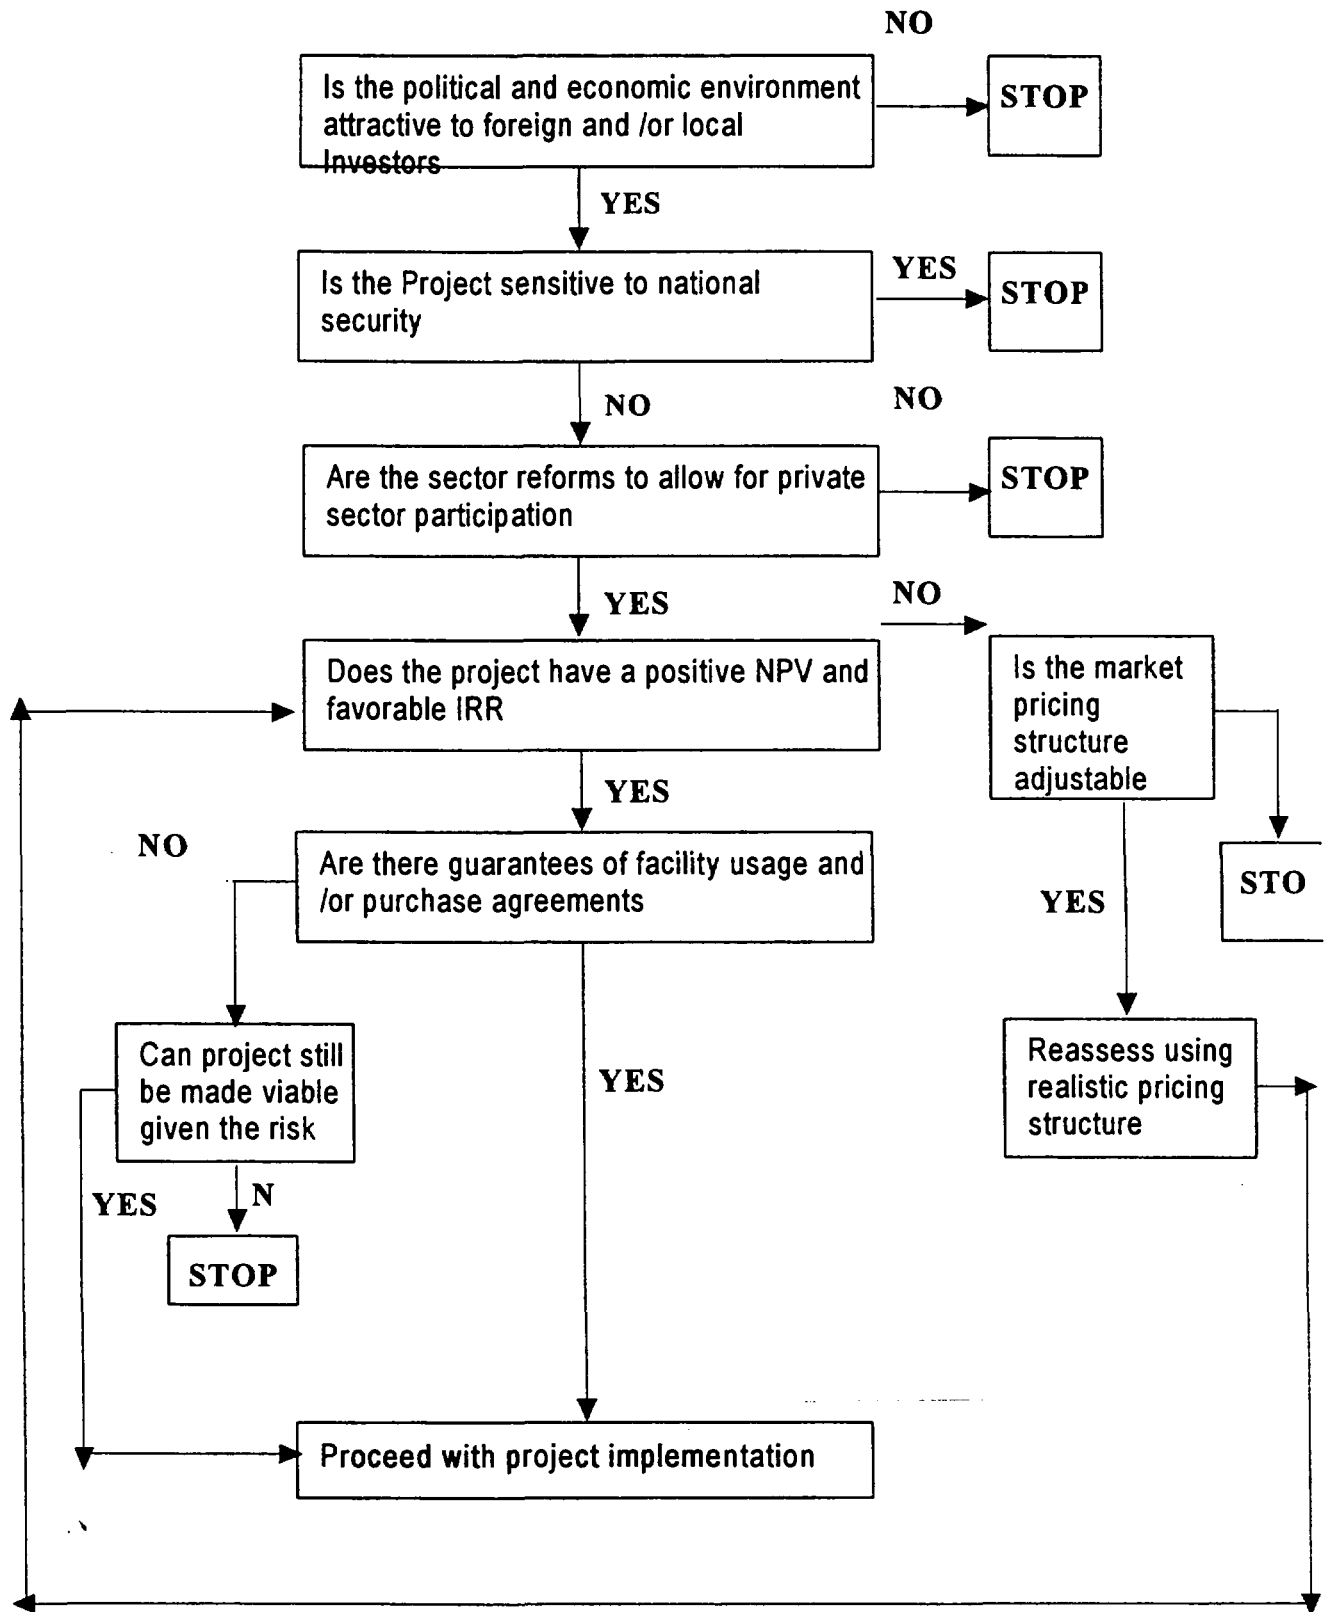 NO
Is the political and economic environment
attractive to foreign and /or local
Investors
STOP
YES
Is the Project sensitive to national
security
YES
STOP
NO
NO
Are the sector reforms to allow for private
sector participation
STOP
YES
NO
Does the project have a positive NPV and
favorable IRR
Is the market
pricing
structure
adjustable
YES
NO
Are there guarantees of facility usage and
/or purchase agreements
YES
STO
Can project still
be made viable
given the risk
YES
Reassess using
realistic pricing
structure
YES
N
STOP
Proceed with project implementation